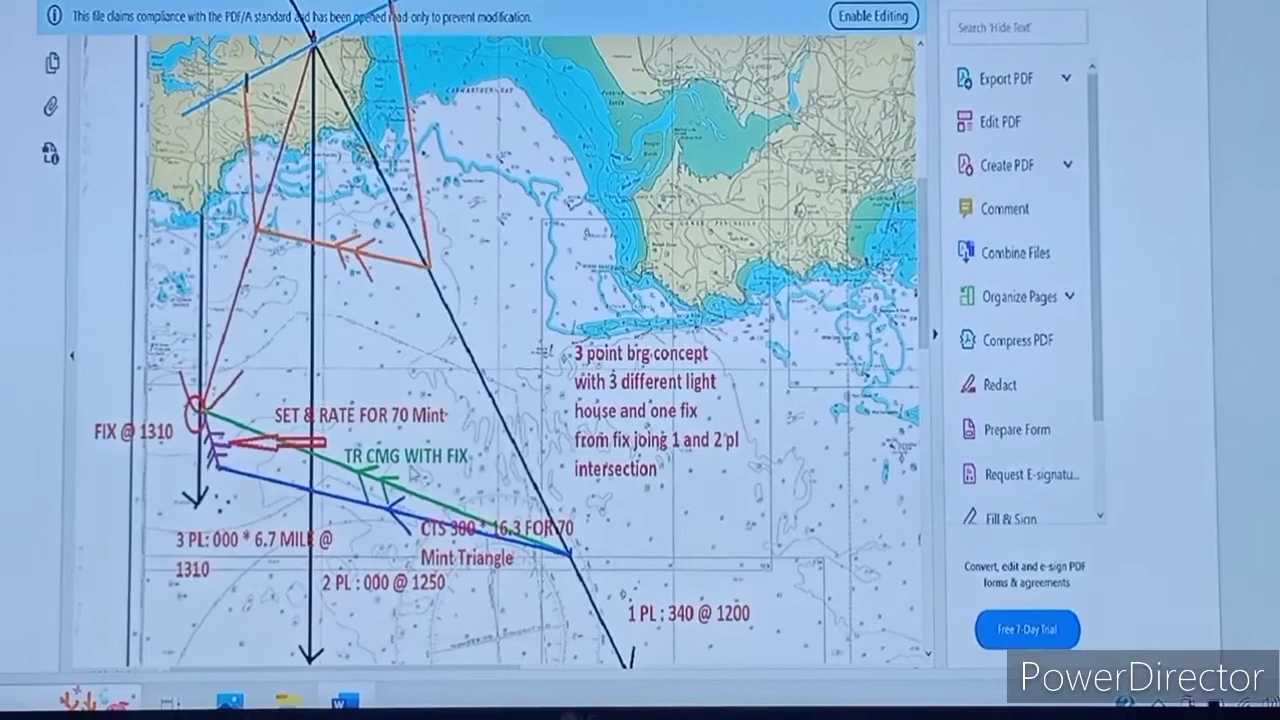 This file claims compliance with the PDF/A standard and has been opened read-only to prevent modification.
Enable Editing
Search 'Hide Text'
Export PDF
Edit PDF
Create PDF
Comment
Combine Files
Organize Pages
Compress PDF
Redact
Prepare Form
Request E-signatu...
Fill & Sign
Convert, edit and e-sign PDF
forms & agreements
Free 7-Day Trial
CARMARTHEN BAY
3 point brg concept
with 3 different light
house and one fix
from fix joing 1 and 2 pl
intersection
SET & RATE FOR 70 Mint
FIX @ 1310
TR CMG WITH FIX
CTS 300 * 16.3 FOR 70
Mint Triangle
3 PL: 000 * 6.7 MILE @
1310
2 PL : 000 @ 1250
1 PL : 340 @ 1200
PowerDirector